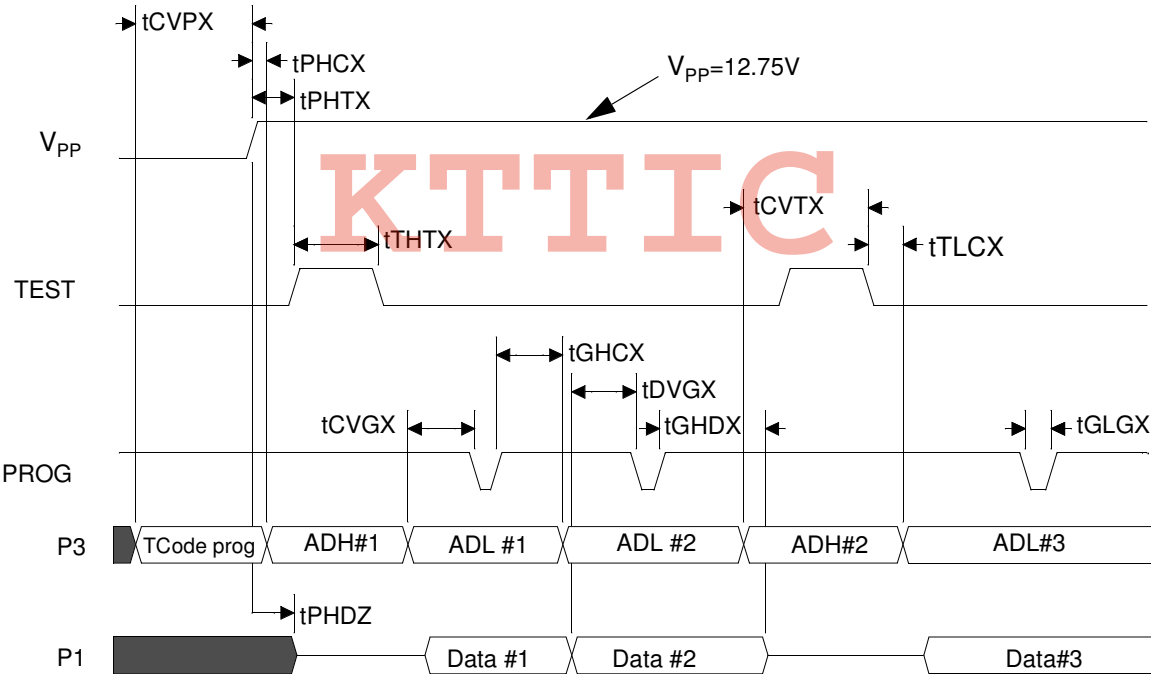 tCVPX
tPHCX
VPP=12.75V
tPHTX
VPP
KTTIC
tCVTX
tTHTX
tTLCX
TEST
tGHCX
tDVGX
tCVGX
tGHDX
tGLGX
PROG
P3
TCode prog
ADH#1
ADL #1
ADL #2
ADH#2
ADL#3
tPHDZ
P1
Data #1
Data #2
Data#3